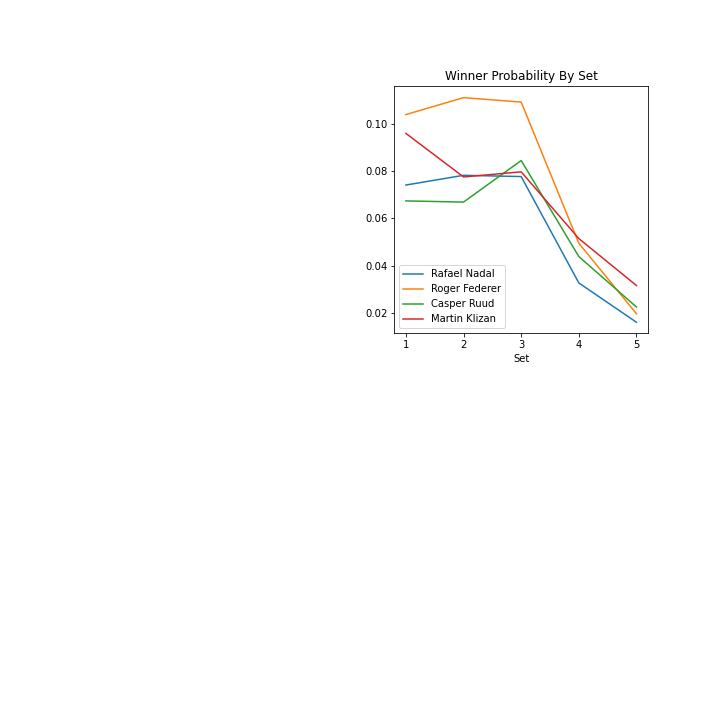 Winner Probability By Set
0.10
0.08
0.06
0.04
0.02
Rafael Nadal
Roger Federer
Casper Ruud
Martin Klizan
1 2 3 4 5
Set